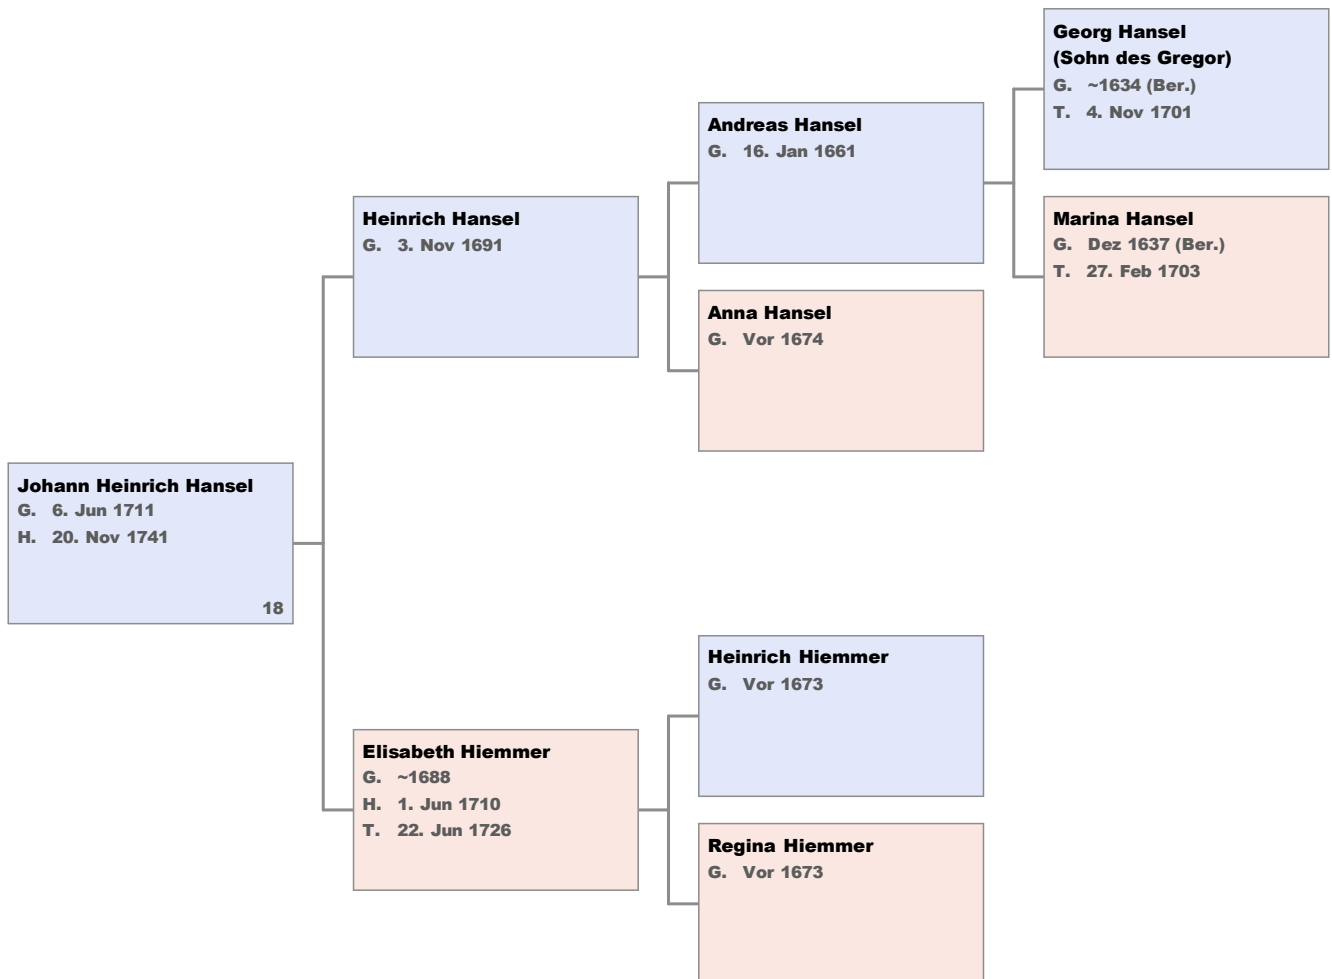 Georg Hansel
(Sohn des Gregor)
G. ~1634 (Ber.)
T. 4. Nov 1701
Andreas Hansel
G. 16. Jan 1661
Heinrich Hansel
G. 3. Nov 1691
Marina Hansel
G. Dez 1637 (Ber.)
T. 27. Feb 1703
Anna Hansel
G. Vor 1674
Johann Heinrich Hansel
G. 6. Jun 1711
H. 20. Nov 1741
18
Heinrich Hiemmer
G. Vor 1673
Elisabeth Hiemmer
G. ~1688
H. 1. Jun 1710
T. 22. Jun 1726
Regina Hiemmer
G. Vor 1673